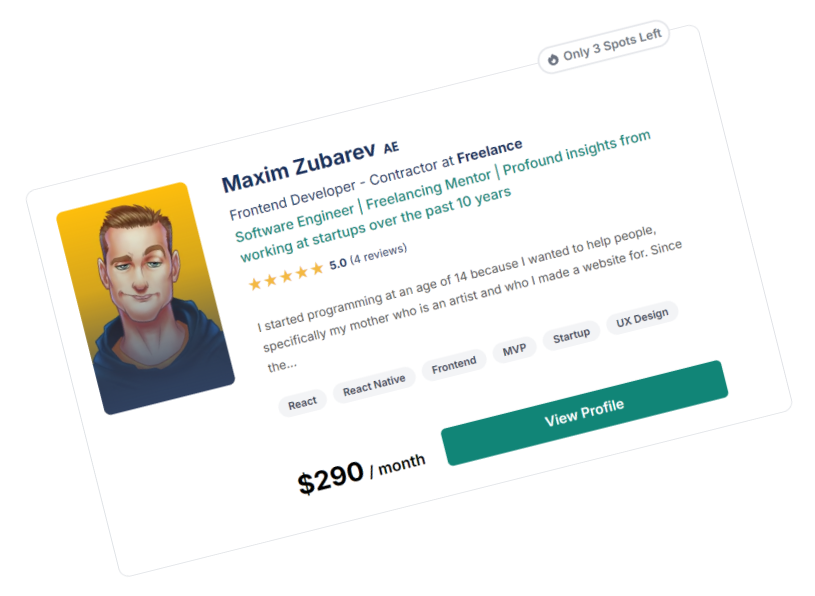 Only 3 Spots Left
Maxim Zubarev AE
Frontend Developer - Contractor at Freelance
Software Engineer | Freelancing Mentor | Profound insights from
working at startups over the past 10 years
5.0 (4 reviews)
I started programming at an age of 14 because I wanted to help people,
specifically my mother who is an artist and who I made a website for. Since
the...
React React Native Frontend MVP Startup UX Design
$290 / month View Profile